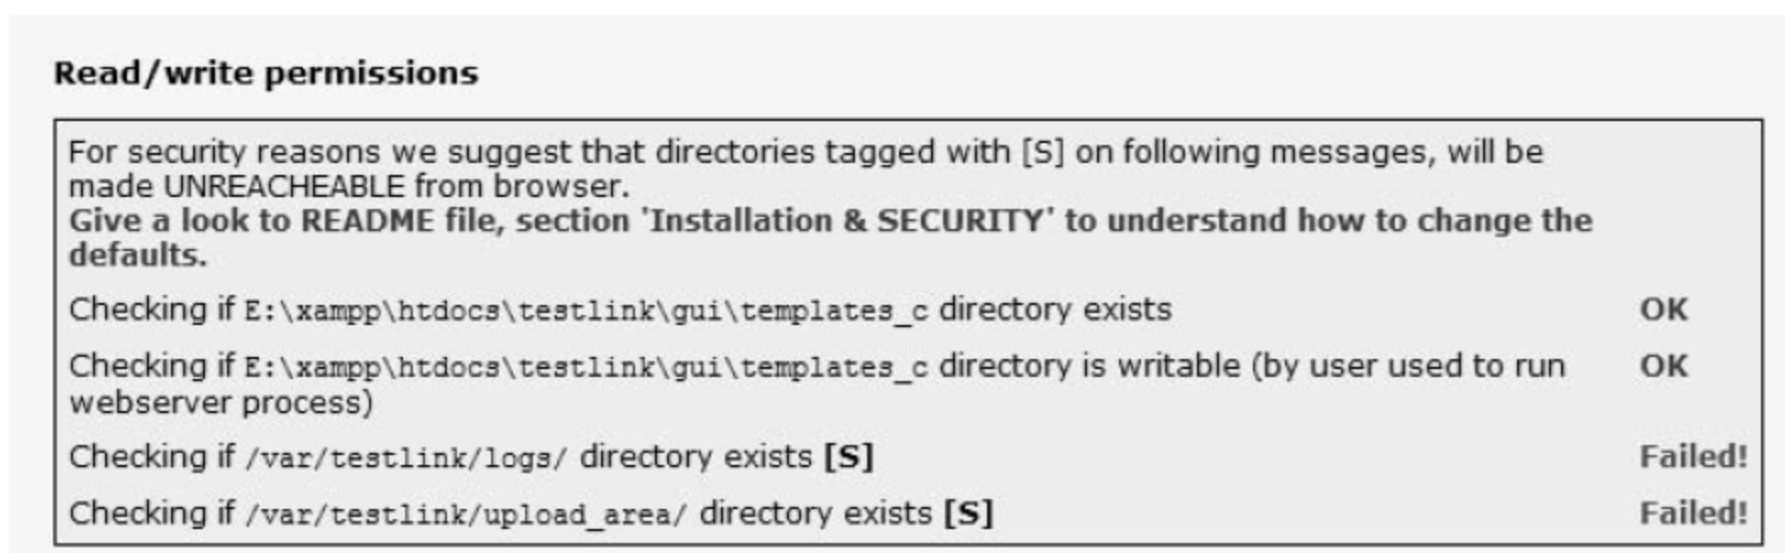 Read/write permissions
For security reasons we suggest that directories tagged with [S] on following messages, will be
made UNREACHEABLE from browser.
Give a look to README file, section 'Installation & SECURITY' to understand how to change the
defaults.
Checking if E:\xampp\htdocs\testlink\gui\templates_c directory exists OK
Checking if E:\xampp\htdocs\testlink\gui\templates_c directory is writable (by user used to run OK
webserver process)
Checking if /var/testlink/logs/ directory exists [S] Failed!
Checking if /var/testlink/upload_area/ directory exists [S] Failed!